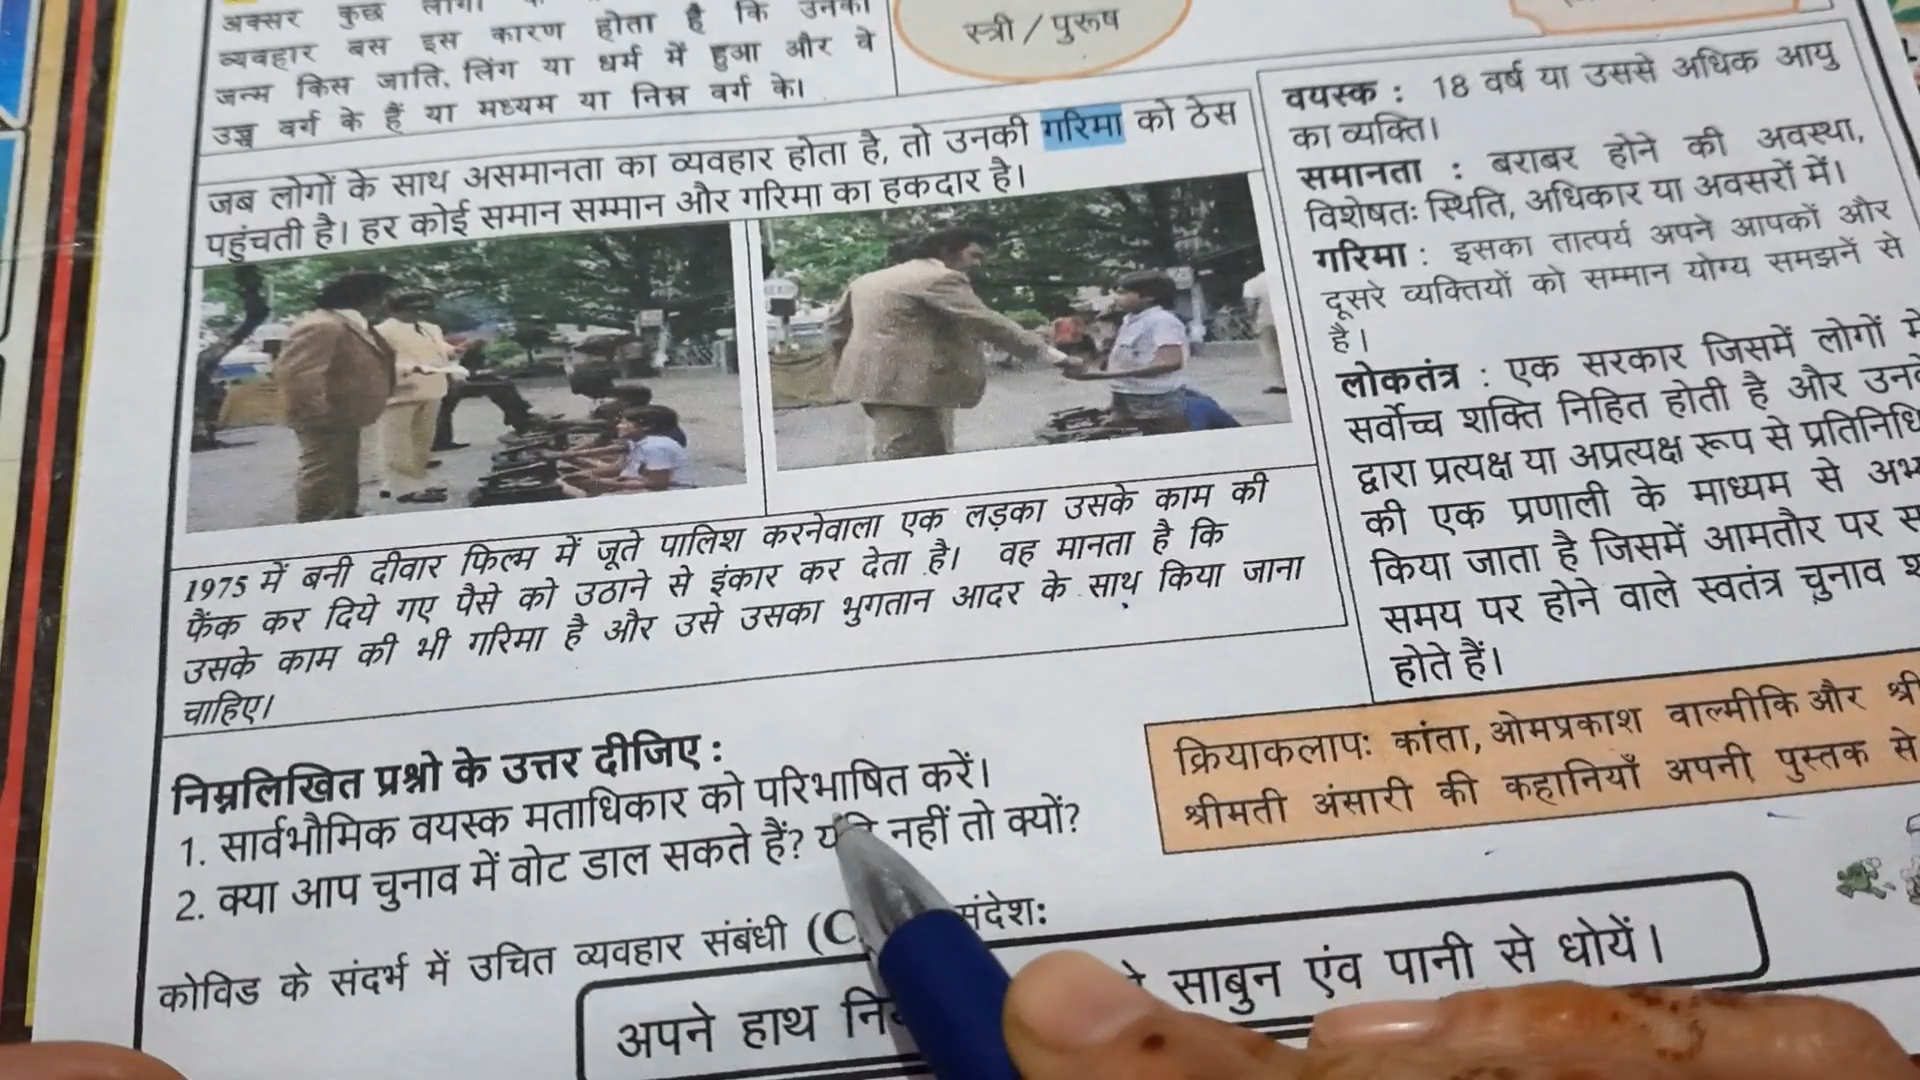 अक्सर कुछ
व्यवहार बस इस कारण होता है कि उनका
जन्म किस जाति, लिंग या धर्म में हुआ और वे
उच्च वर्ग के हैं या मध्यम या निम्न वर्ग के।
स्त्री / पुरूष
जब लोगों के साथ असमानता का व्यवहार होता है, तो उनकी गरिमा को ठेस
पहुंचती है। हर कोई समान सम्मान और गरिमा का हकदार है।
1975 में बनी दीवार फिल्म में जूते पालिश करनेवाला एक लड़का उसके काम की
फैंक कर दिये गए पैसे को उठाने से इंकार कर देता है। वह मानता है कि
उसके काम की भी गरिमा है और उसे उसका भुगतान आदर के साथ किया जाना
चाहिए।
वयस्क : 18 वर्ष या उससे अधिक आयु
का व्यक्ति।
समानता : बराबर होने की अवस्था,
विशेषतः स्थिति, अधिकार या अवसरों में।
गरिमा : इसका तात्पर्य अपने आपकों और
दूसरे व्यक्तियों को सम्मान योग्य समझनें से
है।
लोकतंत्र : एक सरकार जिसमें लोगों में
सर्वोच्च शक्ति निहित होती है और
द्वारा प्रत्यक्ष या अप्रत्यक्ष रूप से
की एक प्रणाली के माध्यम से
किया जाता है जिसमें आमतौर पर
समय पर होने वाले स्वतंत्र चुनाव
होते हैं।
निम्नलिखित प्रश्नो के उत्तर दीजिए :
1. सार्वभौमिक वयस्क मताधिकार को परिभाषित करें।
2. क्या आप चुनाव में वोट डाल सकते हैं? नहीं तो क्यों?
क्रियाकलापः कांता, ओमप्रकाश वाल्मीकि और
श्रीमती अंसारी की कहानियाँ अपनी पुस्तक से
कोविड के संदर्भ में उचित व्यवहार संबंधी संदेश:
अपने हाथ साबुन एंव पानी से धोयें।